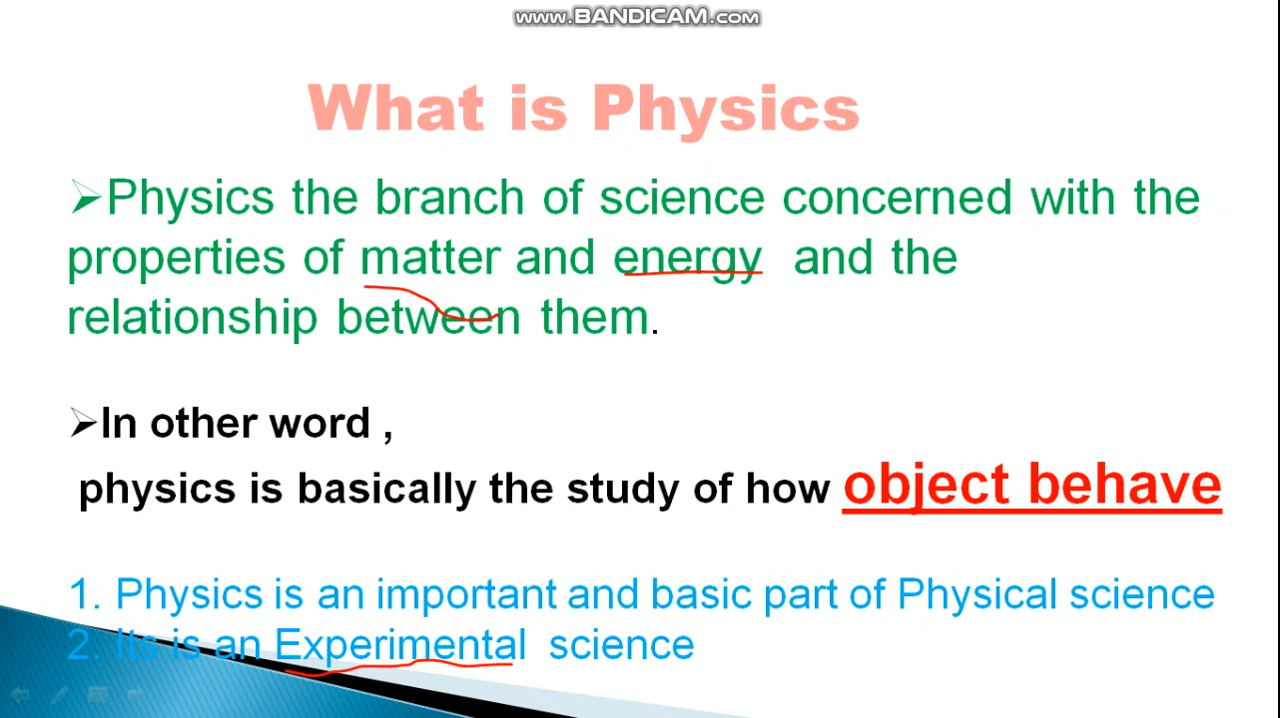 www.BANDICAM.com
What is Physics
➢Physics the branch of science concerned with the
properties of matter and energy and the
relationship between them.
➢In other word ,
physics is basically the study of how object behave
1. Physics is an important and basic part of Physical science
2. Its is an Experimental science